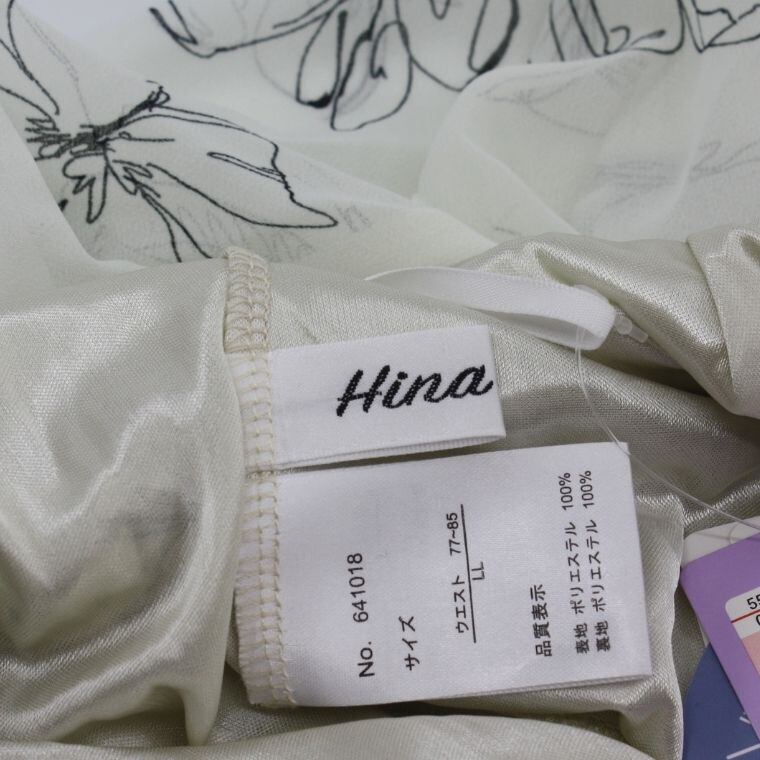 Hina
No. 641018
サイズ
ウエスト 77~85
LL
品質表示
表地 ポリエステル 100%
裏地 ポリエステル 100%